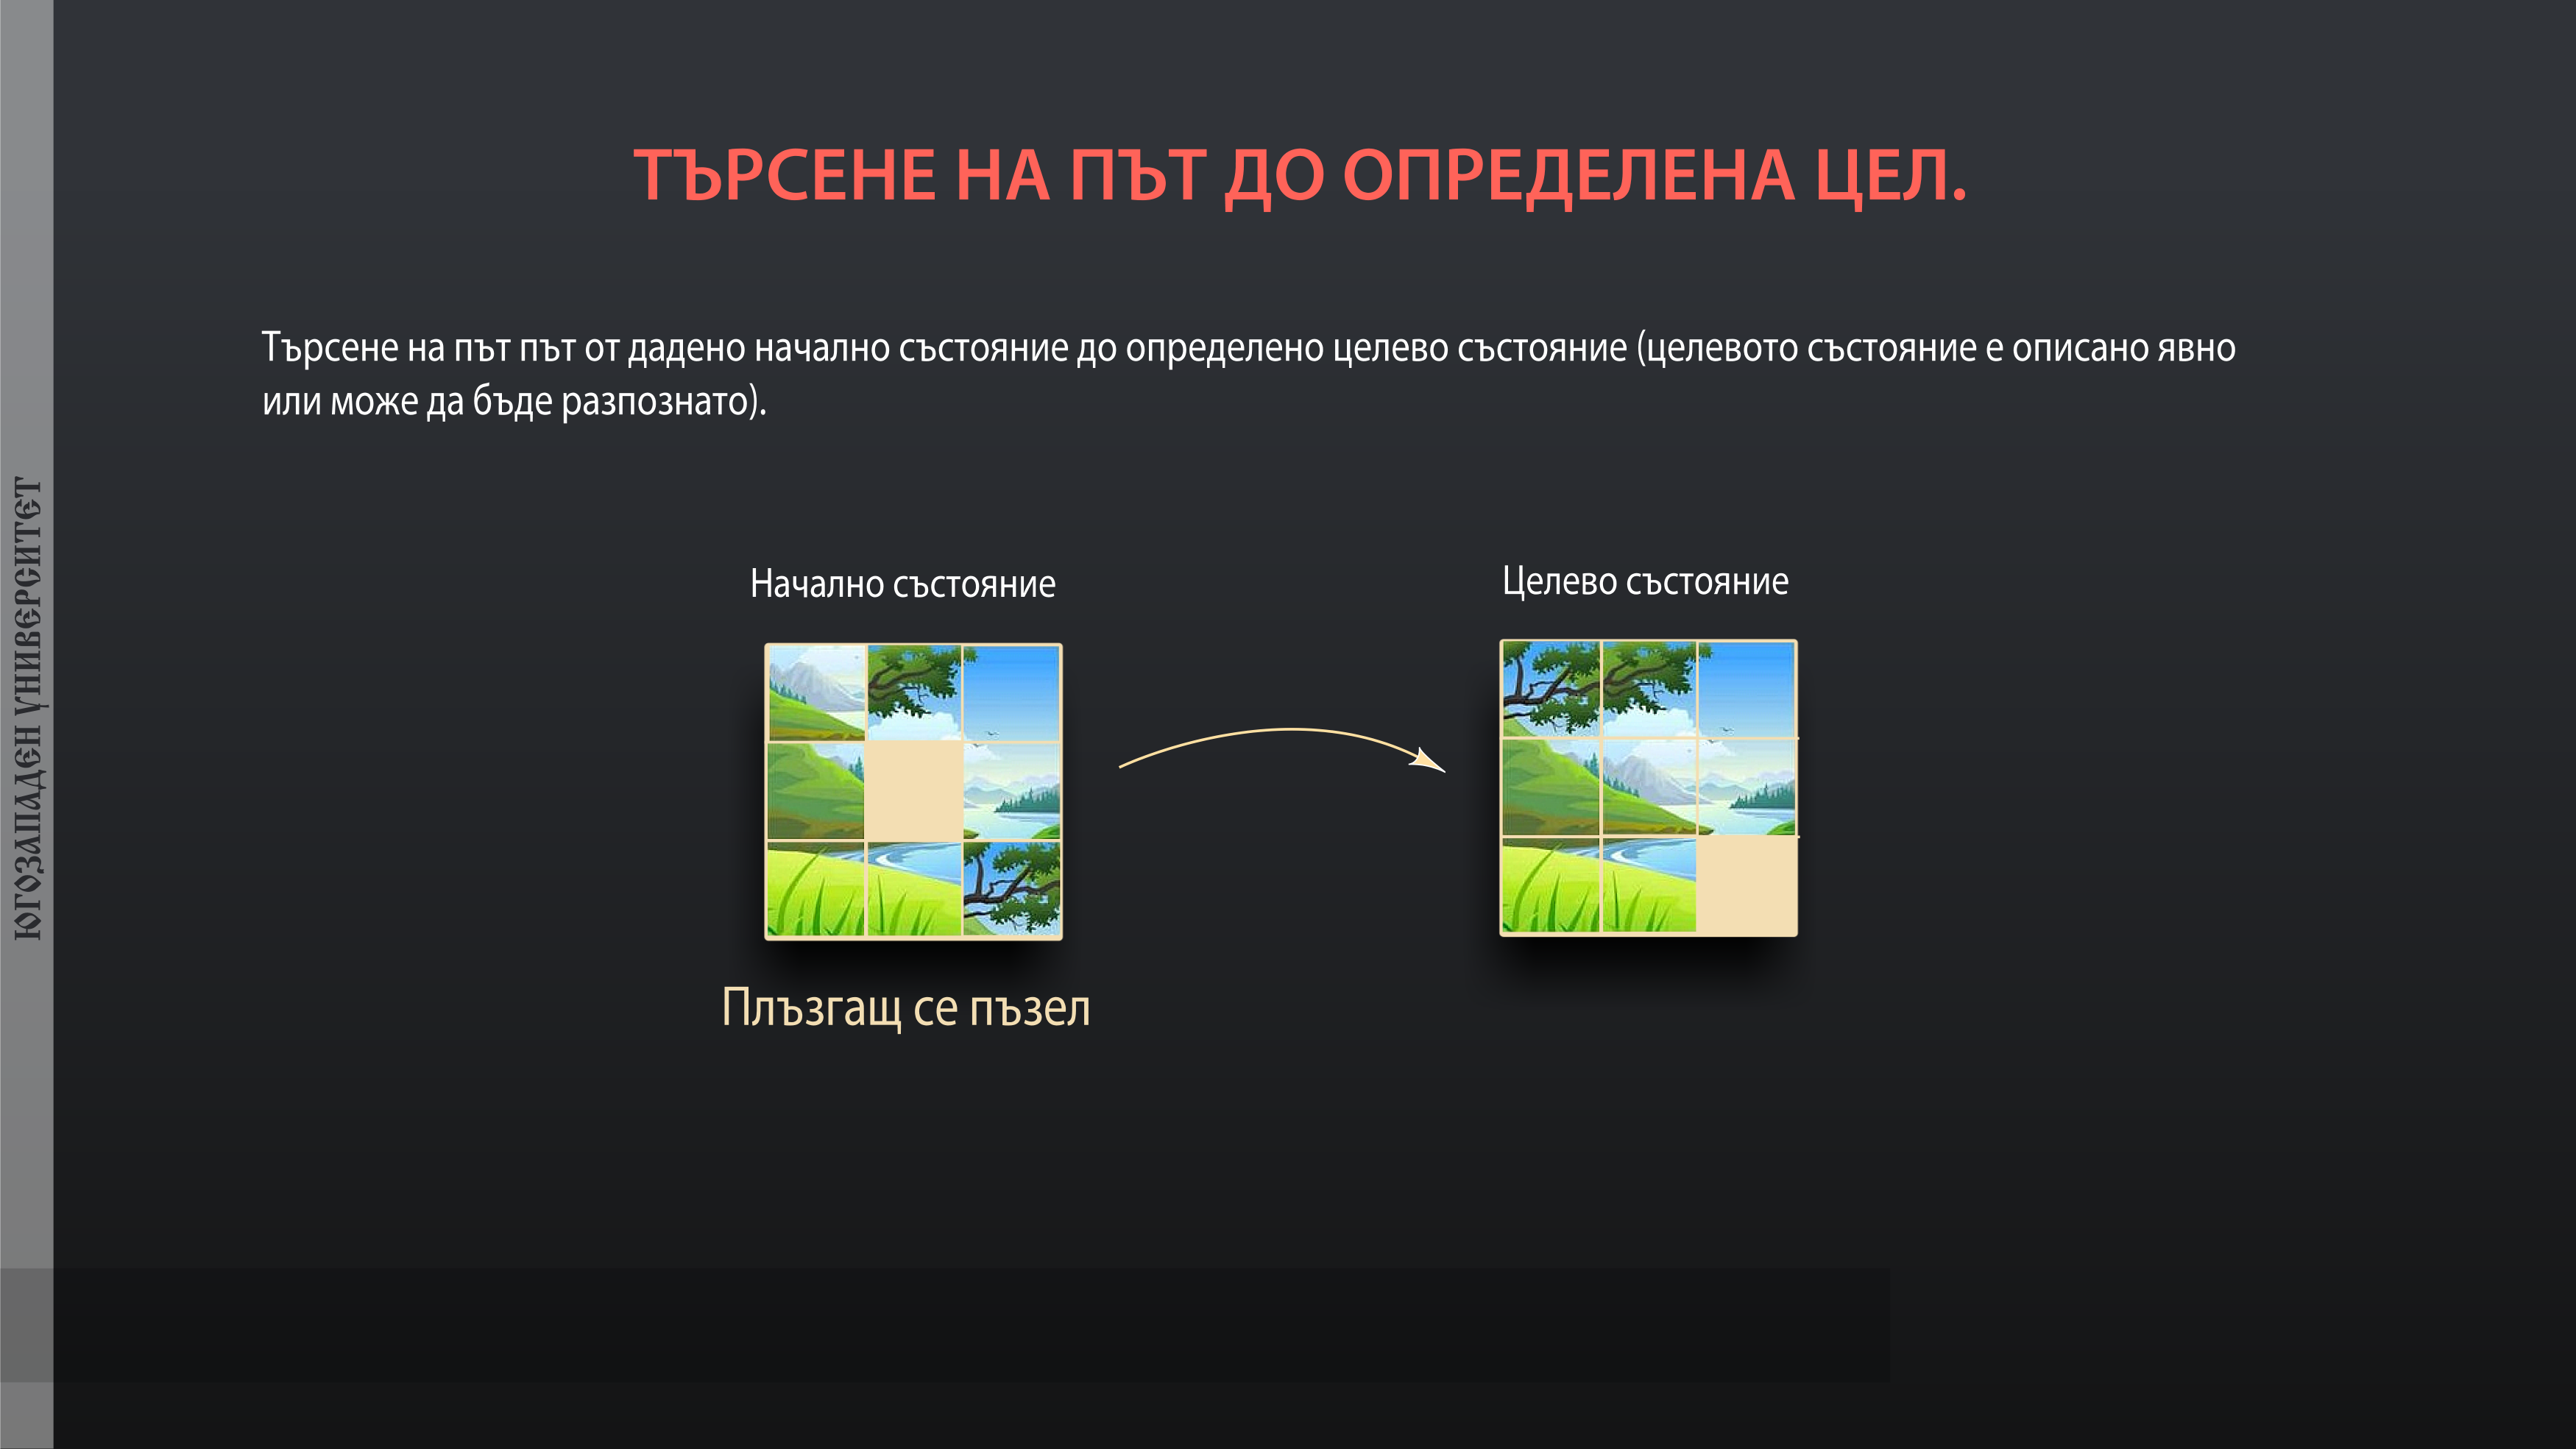 ТЪРСЕНЕ НА ПЪТ ДО ОПРЕДЕЛЕНА ЦЕЛ.
Търсене на път път от дадено начално състояние до определено целево състояние (целевото състояние е описано явно
или може да бъде разпознато).
Начално състояние
Целево състояние
Плъзгащ се пъзел
ЮГОЗАПАДЕН УНИВЕРСИТЕТ